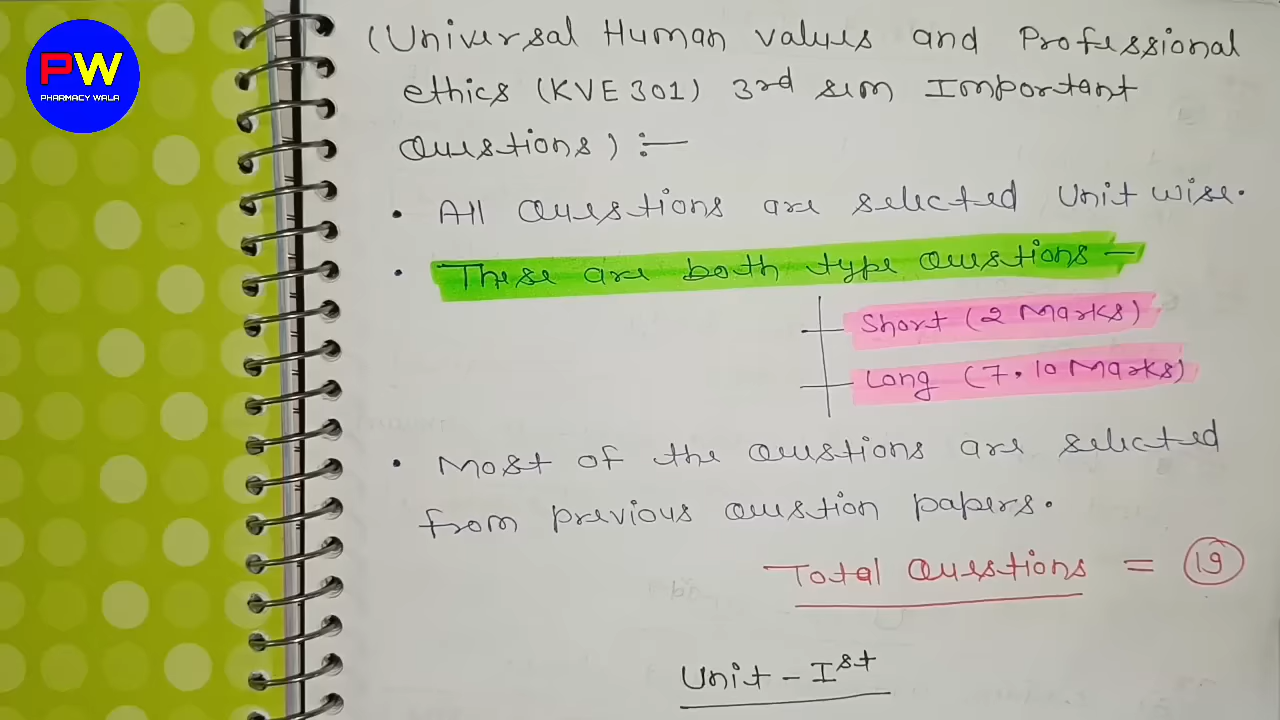 PW
PHARMACY WALA
(Universal Human values and Professional
ethics (KVE301) 3rd sem Important
Questions) :-
• All Questions are selected Unit wise.
• These are both type Questions -
Short (2 Marks)
Long (7, 10 Marks)
• Most of the Questions are selected
from previous question papers.
Total Questions = 19
Unit - Ist